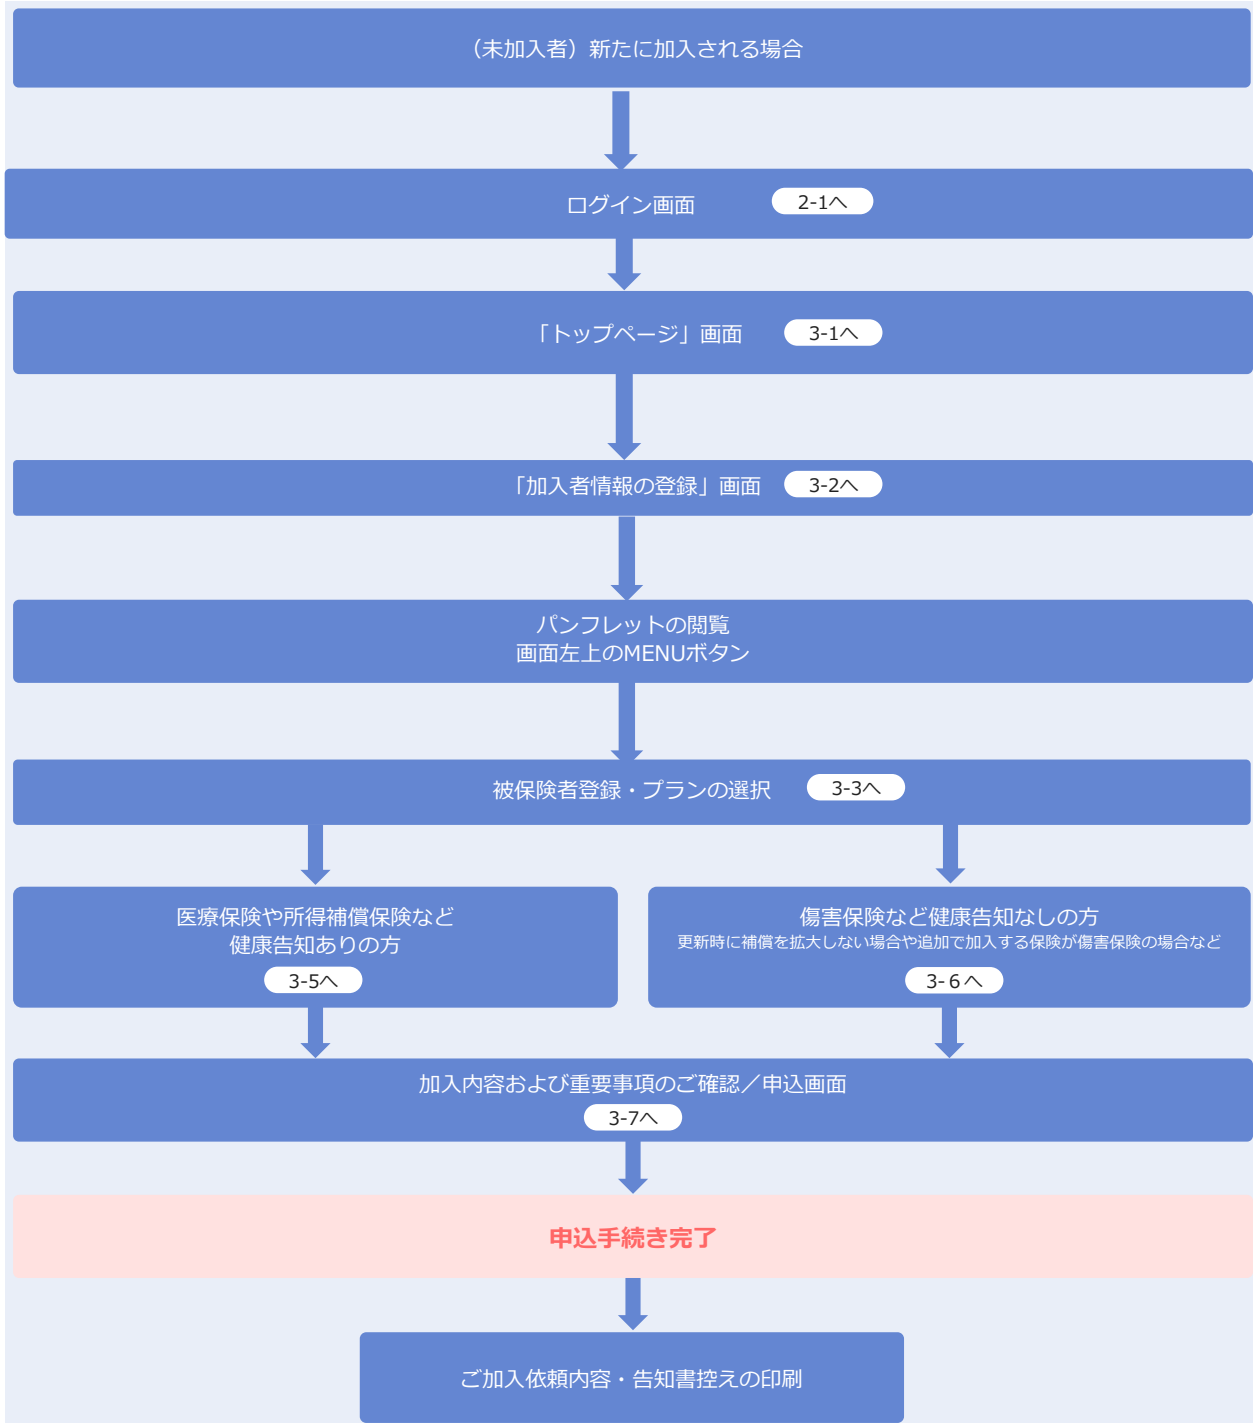 （未加入者）新たに加入される場合
ログイン画面 2-1へ
「トップページ」画面 3-1へ
「加入者情報の登録」画面 3-2へ
パンフレットの閲覧
画面左上のMENUボタン
被保険者登録・プランの選択 3-3へ
医療保険や所得補償保険など
健康告知ありの方
3-5へ
傷害保険など健康告知なしの方
更新時に補償を拡大しない場合や追加で加入する保険が傷害保険の場合など
3-６へ
加入内容および重要事項のご確認／申込画面
3-7へ
申込手続き完了
ご加入依頼内容・告知書控えの印刷